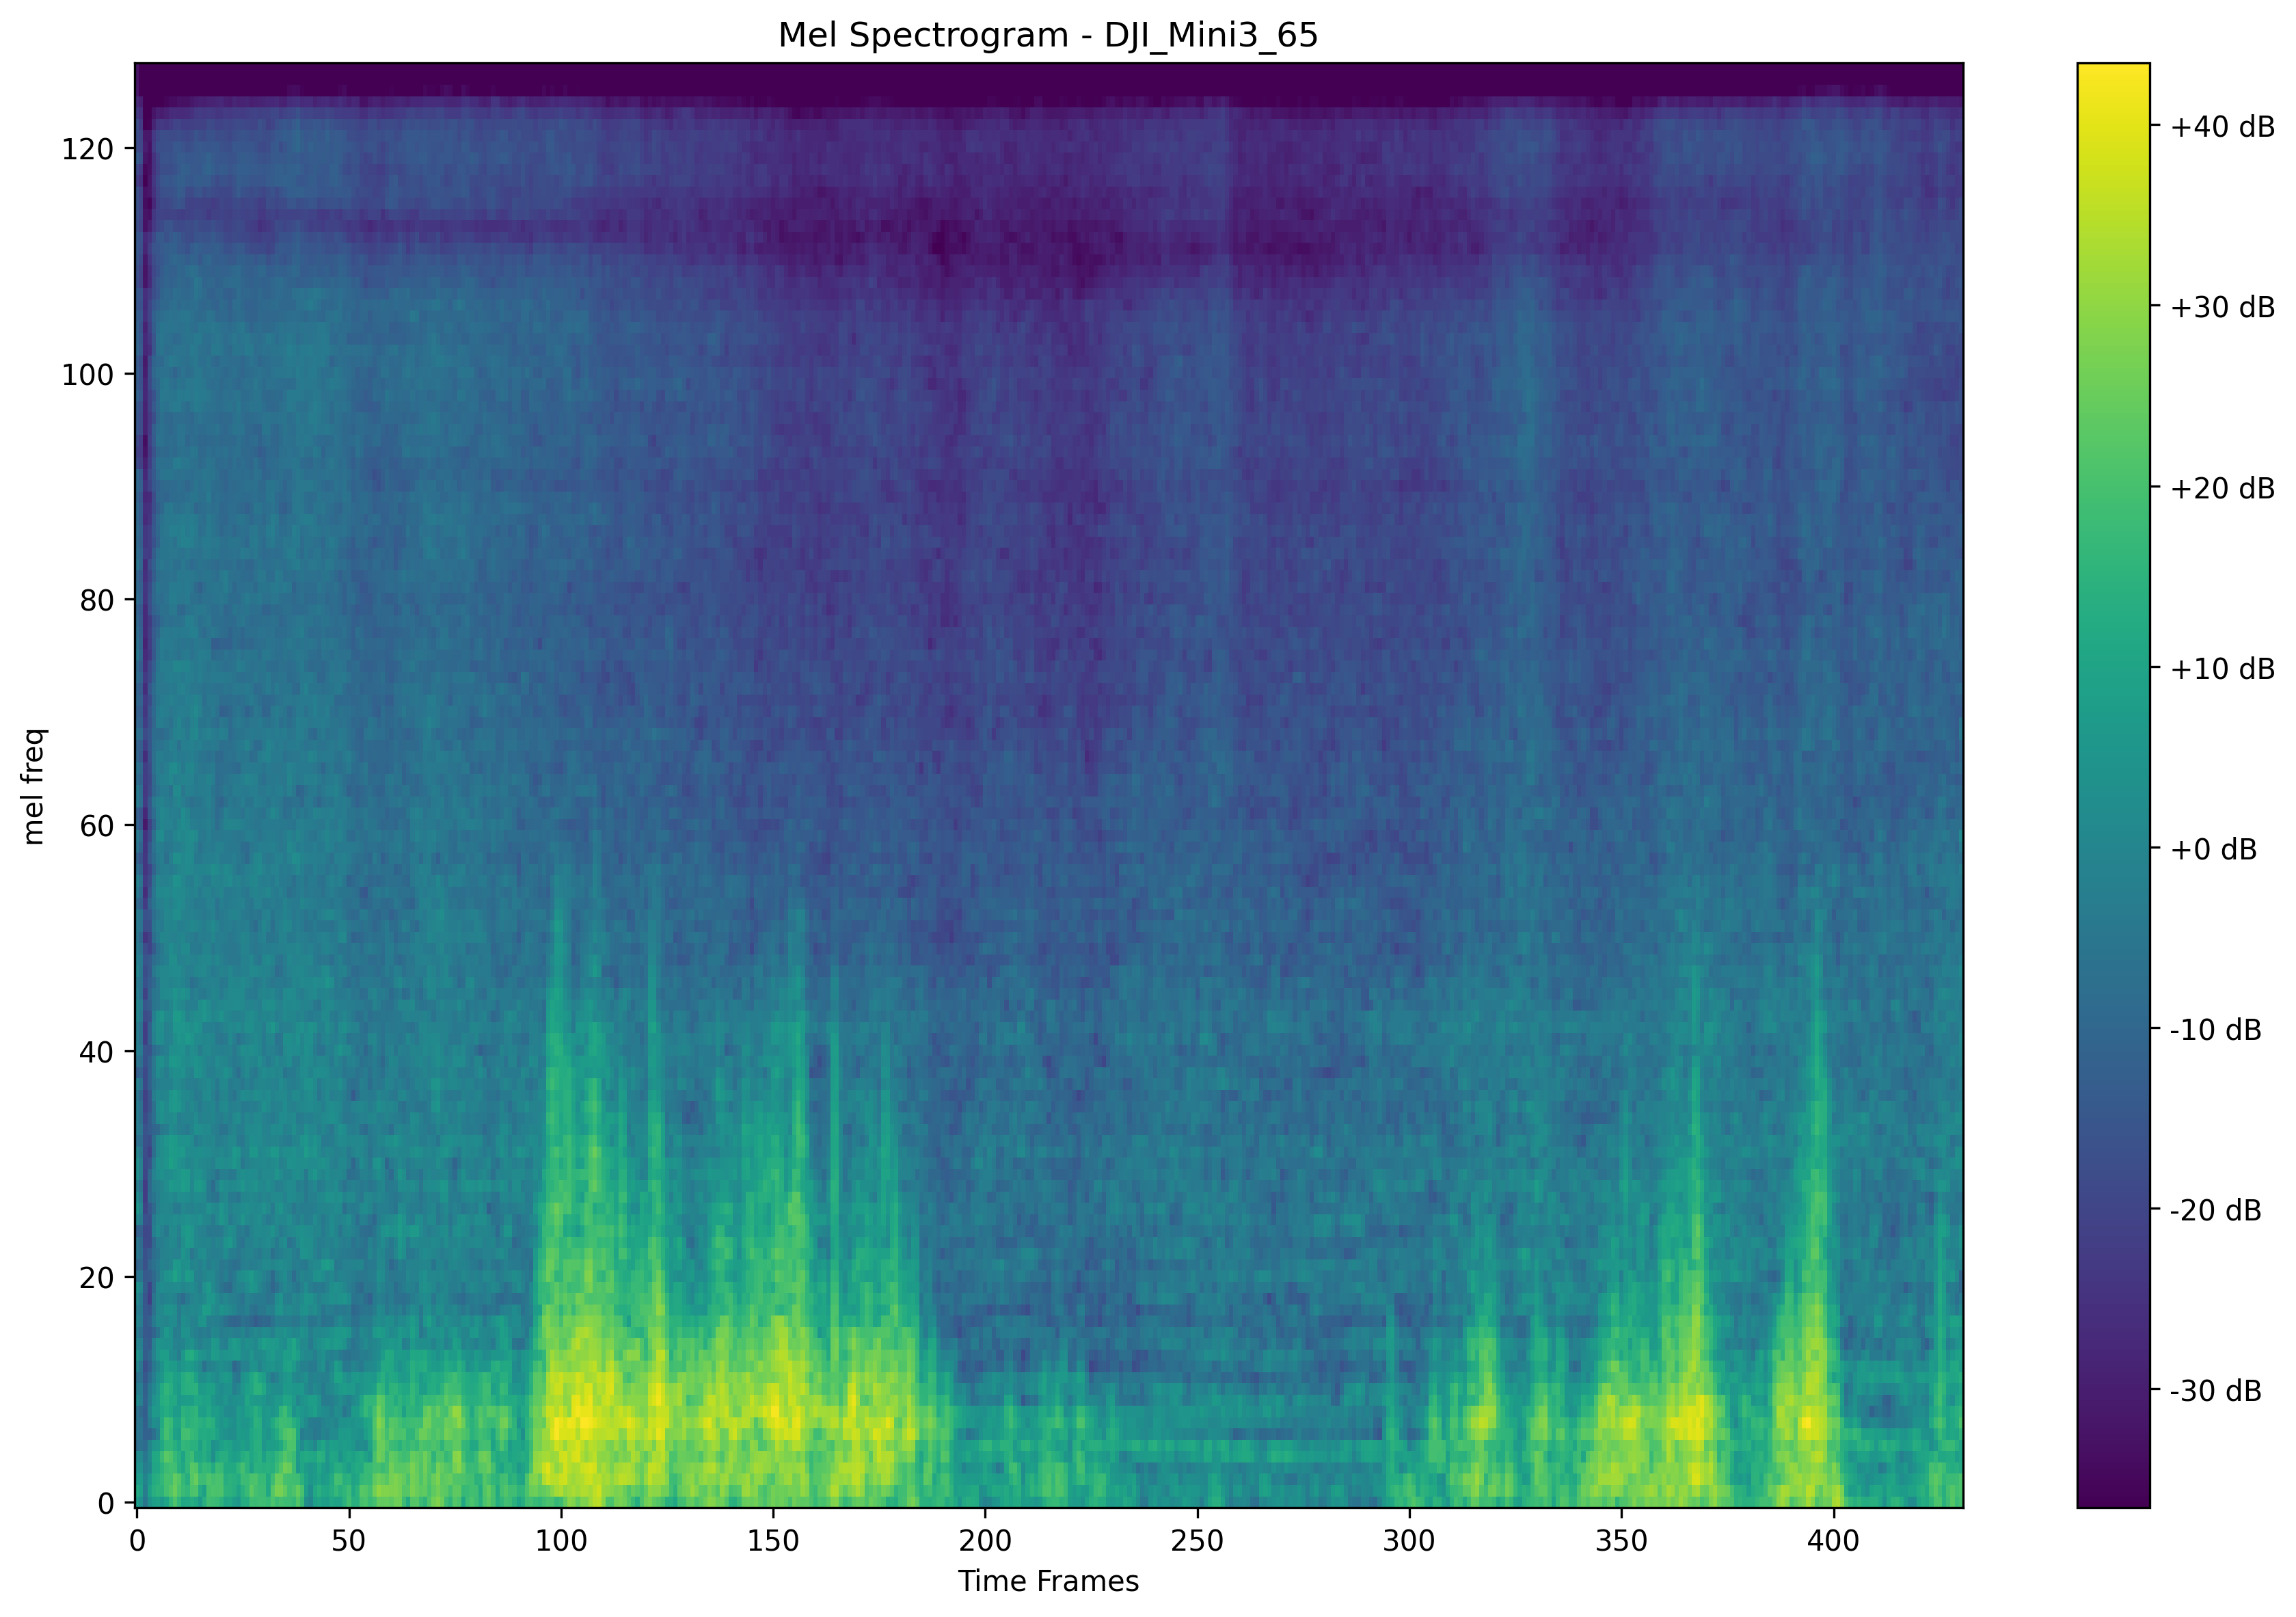 Mel Spectrogram - DJI_Mini3_65
mel freq
120
100
80
60
40
20
0
0 50 100 150 200 250 300 350 400
Time Frames
+40 dB
+30 dB
+20 dB
+10 dB
+0 dB
-10 dB
-20 dB
-30 dB